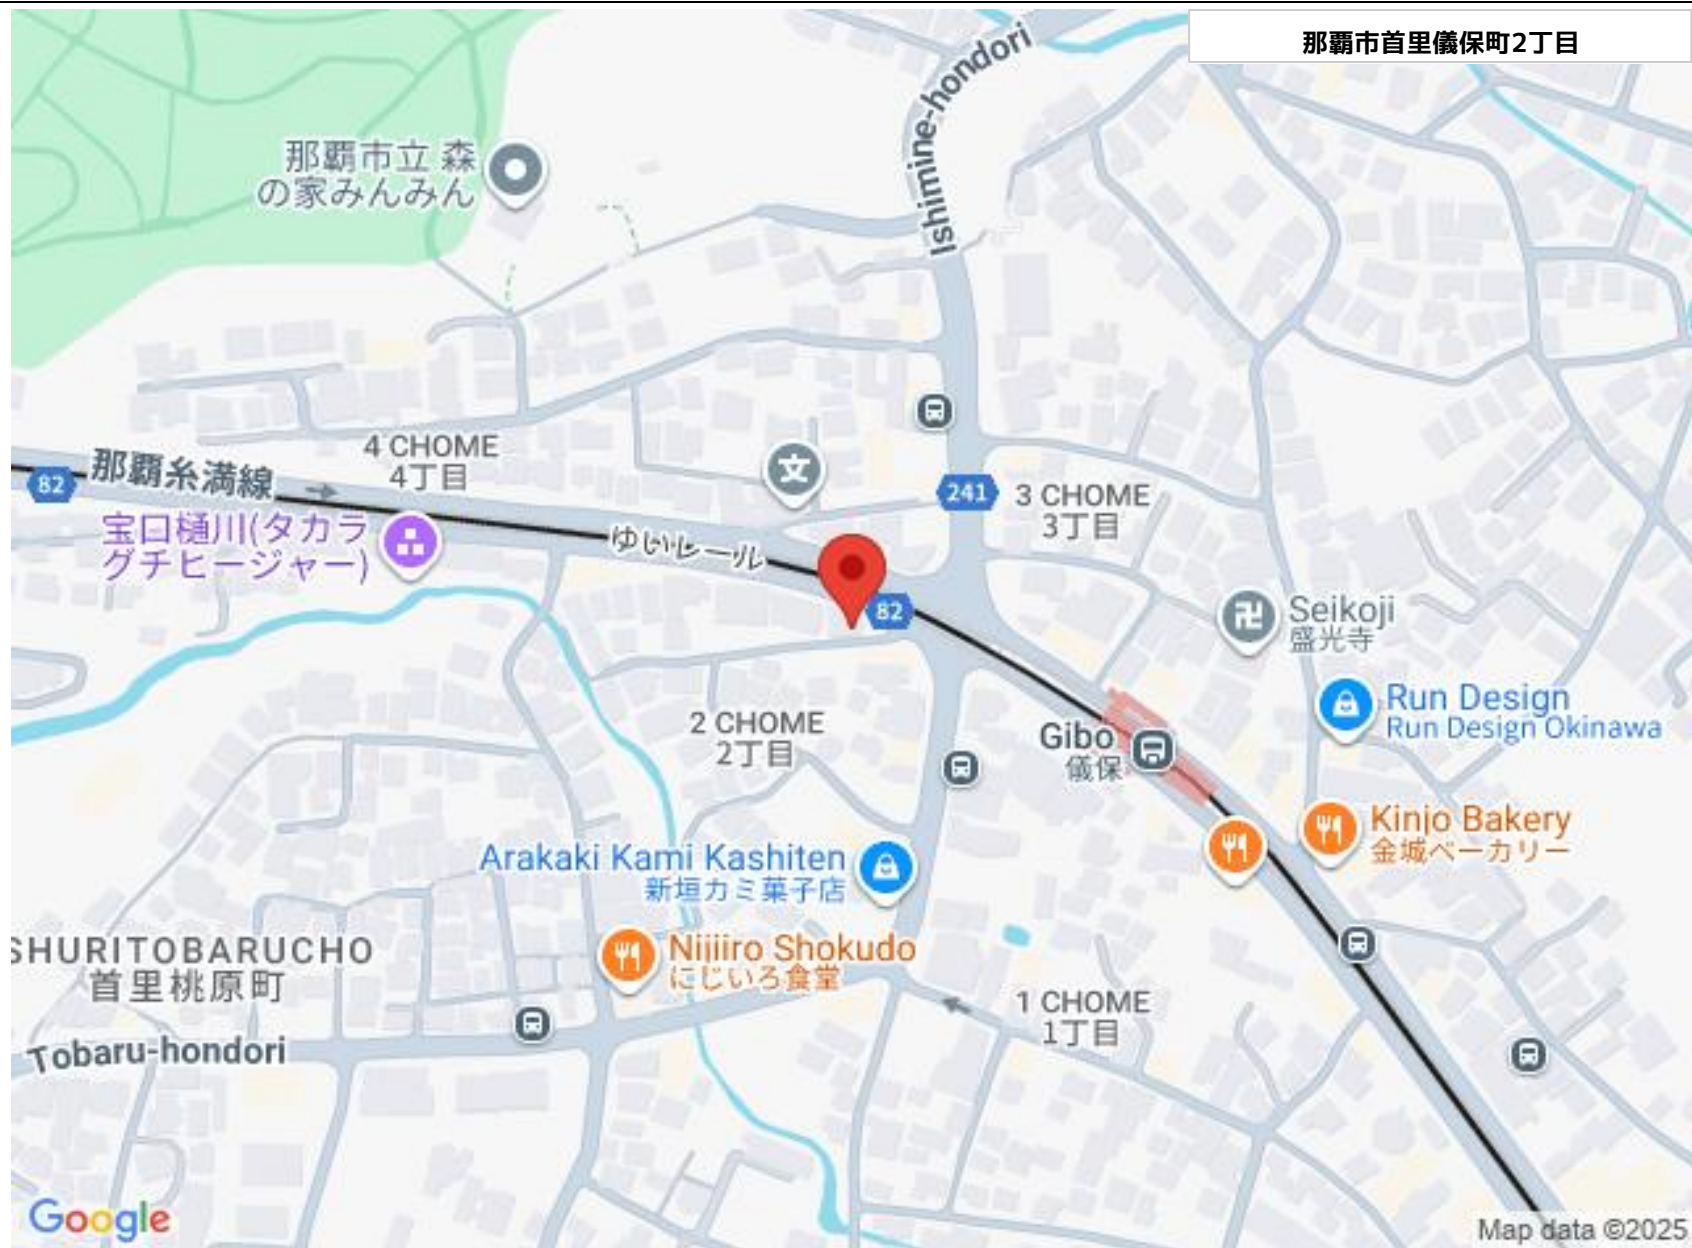 那覇市首里儀保町2丁目
Ishimine-hondori
那覇市立 森
の家みんみん
4 CHOME
4丁目
82
那覇糸満線
文
241
3 CHOME
3丁目
宝口樋川(タカラ
グチヒージャー)
ゆいレール
82
卍
Seikoji
盛光寺
Run Design
Run Design Okinawa
2 CHOME
2丁目
Gibo
儀保
Kinjo Bakery
金城ベーカリー
Arakaki Kami Kashiten
新垣カミ菓子店
SHURITOBARUCHO
首里桃原町
Nijiiro Shokudo
にじいろ食堂
1 CHOME
1丁目
Tobaru-hondori
Google
Map data ©2025